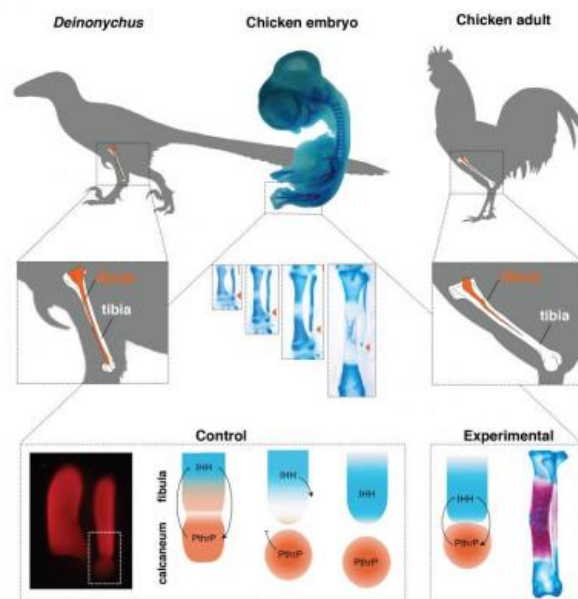 Deinonychus
Chicken embryo
Chicken adult
fibula
tibia
fibula
tibia
Control
Experimental
fibula
calcaneum
IHH
PthrP
IHH
PthrP
IHH
PthrP
IHH
PthrP